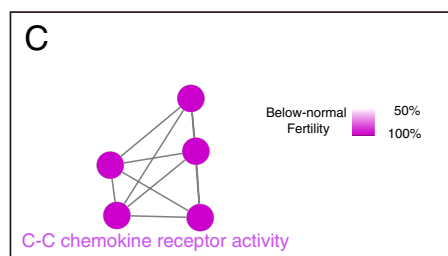 C
Below-normal
Fertility
50%
100%
C-C chemokine receptor activity